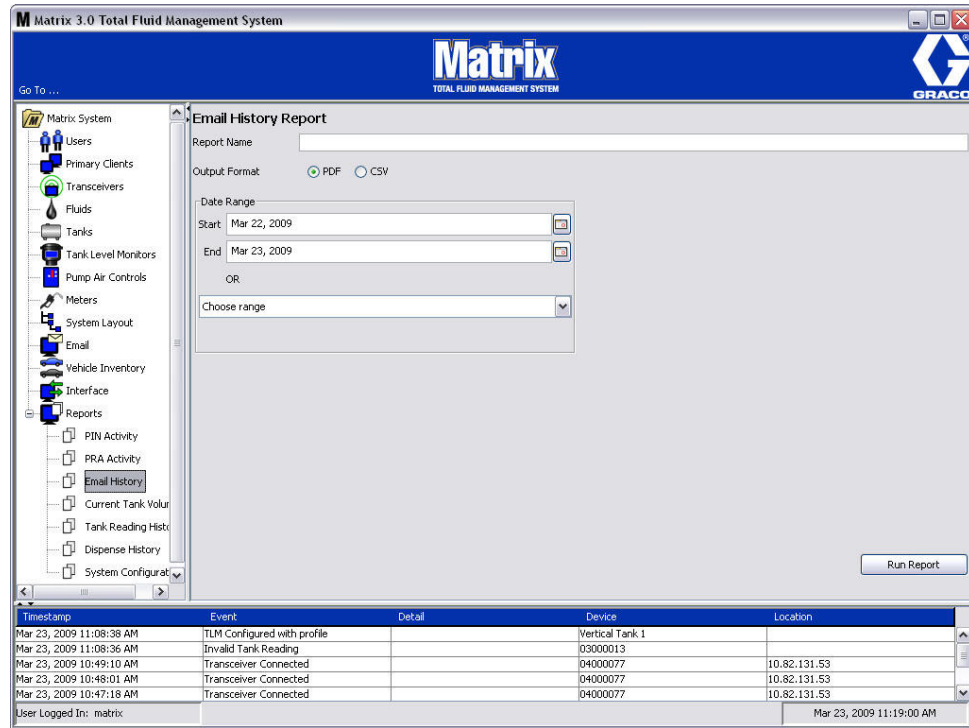 Matrix 3.0 Total Fluid Management System
Matrix
TOTAL FLUID MANAGEMENT SYSTEM
GRACO
Go To ...
Matrix System
Users
Primary Clients
Transceivers
Fluids
Tanks
Tank Level Monitors
Pump Air Controls
Meters
System Layout
Email
Vehicle Inventory
Interface
Reports
PIN Activity
PRA Activity
Email History
Current Tank Volur
Tank Reading Histo
Dispense History
System Configurat
Email History Report
Report Name
Output Format PDF CSV
Date Range
Start Mar 22, 2009
End Mar 23, 2009
OR
Choose range
Run Report
Timestamp Event Detail Device Location
Mar 23, 2009 11:08:38 AM TLM Configured with profile Vertical Tank 1
Mar 23, 2009 11:08:36 AM Invalid Tank Reading 03000013
Mar 23, 2009 10:49:10 AM Transceiver Connected 04000077 10.82.131.53
Mar 23, 2009 10:48:01 AM Transceiver Connected 04000077 10.82.131.53
Mar 23, 2009 10:47:18 AM Transceiver Connected 04000077 10.82.131.53
User Logged In: matrix Mar 23, 2009 11:19:00 AM